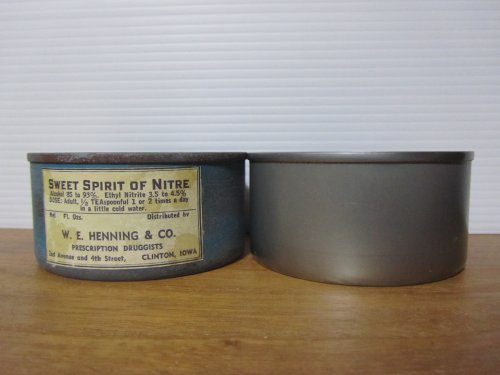 SWEET SPIRIT OF NITRE
Alcohol 85 to 95%. Ethyl Nitrite 3.5 to 4.5%
DOSE: Adult, ½ TEAspoonful 1 or 2 times a day
in a little cold water.
Net Fl. Ozs. Distributed by
W. E. HENNING & CO.
PRESCRIPTION DRUGGISTS
2nd Avenue and 4th Street, CLINTON, IOWA